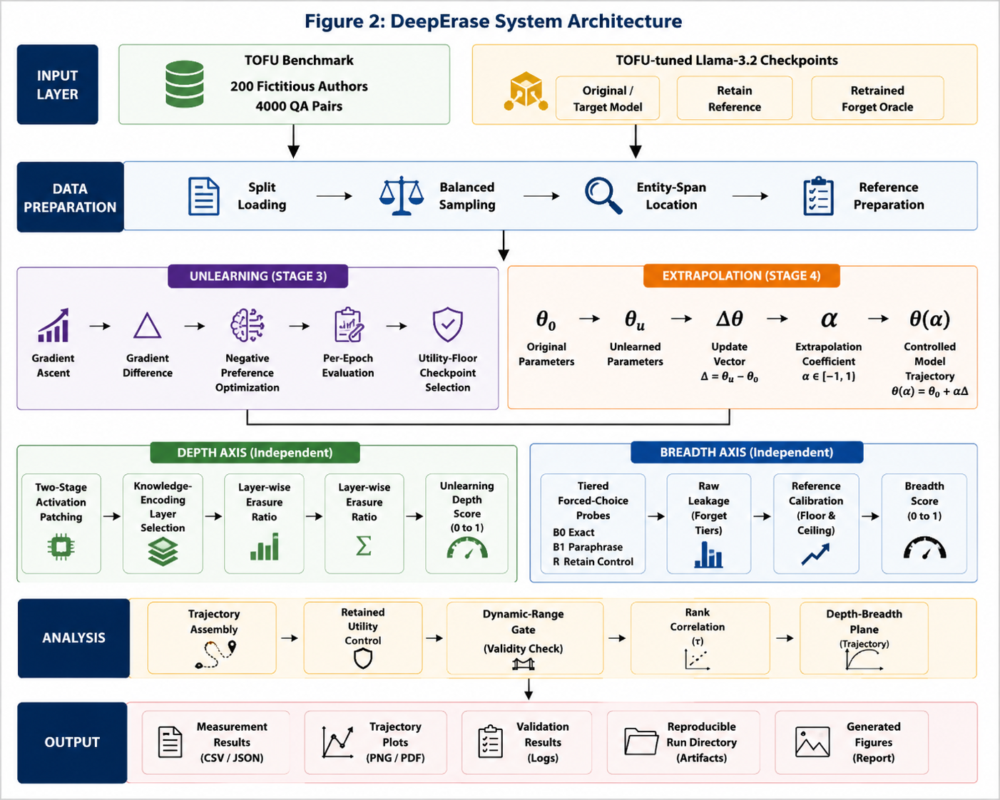 Figure 2: DeepErase System Architecture
INPUT
LAYER
TOFU Benchmark
200 Fictitious Authors
4000 QA Pairs
TOFU-tuned Llama-3.2 Checkpoints
Original /
Target Model
Retain
Reference
Retrained
Forget Oracle
DATA
PREPARATION
Split
Loading
Balanced
Sampling
Entity-Span
Location
Reference
Preparation
UNLEARNING (STAGE 3)
Gradient
Ascent
Gradient
Difference
Negative
Preference
Optimization
Per-Epoch
Evaluation
Utility-Floor
Checkpoint
Selection
EXTRAPOLATION (STAGE 4)
θ₀
Original
Parameters
θᵤ
Unlearned
Parameters
Δθ
Update
Vector
Δ = θᵤ − θ₀
α
Extrapolation
Coefficient
α ∈ [−1, 1)
θ(α)
Controlled
Model
Trajectory
θ(α) = θ₀ + αΔ
DEPTH AXIS (Independent)
Two-Stage
Activation
Patching
Knowledge-
Encoding
Layer
Selection
Layer-wise
Erasure
Ratio
Layer-wise
Erasure
Ratio
Σ
Unlearning
Depth
Score
(0 to 1)
BREADTH AXIS (Independent)
Tiered
Forced-Choice
Probes
B0 Exact
B1 Paraphrase
R Retain Control
Raw
Leakage
(Forget
Tiers)
Reference
Calibration
(Floor &
Ceiling)
Breadth
Score
(0 to 1)
ANALYSIS
Trajectory
Assembly
Retained
Utility
Control
Dynamic-Range
Gate
(Validity Check)
Rank
Correlation
(τ)
Depth-Breadth
Plane
(Trajectory)
OUTPUT
Measurement
Results
(CSV / JSON)
Trajectory
Plots
(PNG / PDF)
Validation
Results
(Logs)
Reproducible
Run Directory
(Artifacts)
Generated
Figures
(Report)